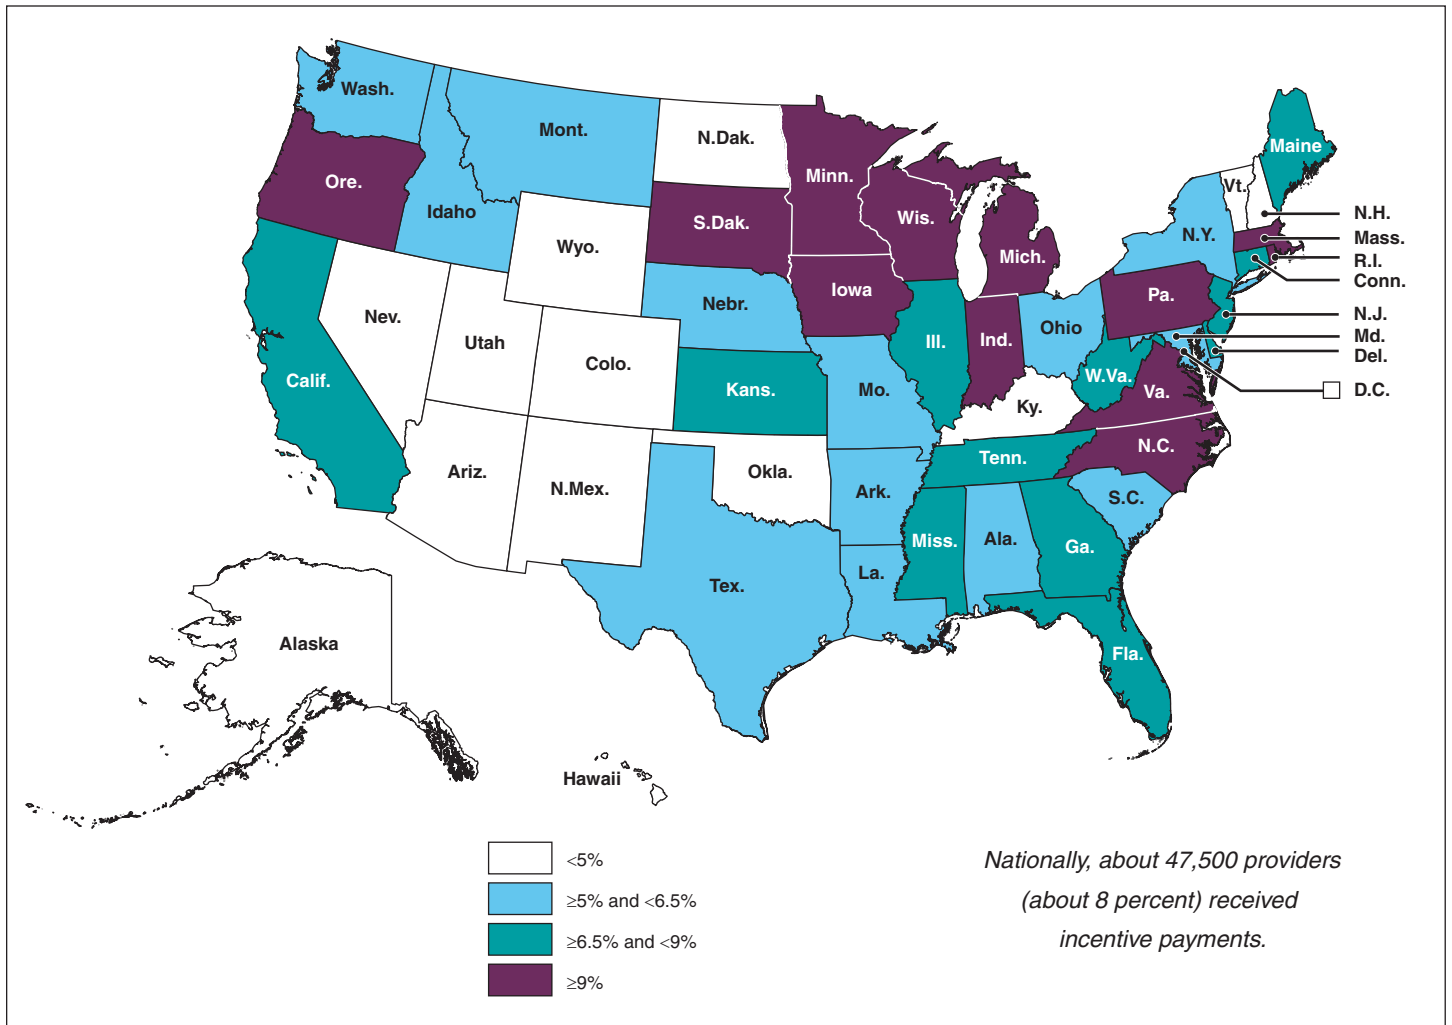 Wash.
Mont.
N.Dak.
Minn.
Maine
Vt.
Ore.
Idaho
S.Dak.
Wis.
Mich.
N.Y.
N.H.
Mass.
R.I.
Conn.
Wyo.
Iowa
Pa.
Nebr.
N.J.
Nev.
Utah
Colo.
Ill.
Ind.
Ohio
Md.
Del.
Calif.
Kans.
Mo.
Ky.
W.Va.
Va.
D.C.
Ariz.
N.Mex.
Okla.
Ark.
Tenn.
N.C.
S.C.
Tex.
La.
Miss.
Ala.
Ga.
Fla.
Alaska
Hawaii
<5%
≥5% and <6.5%
≥6.5% and <9%
≥9%
Nationally, about 47,500 providers
(about 8 percent) received
incentive payments.